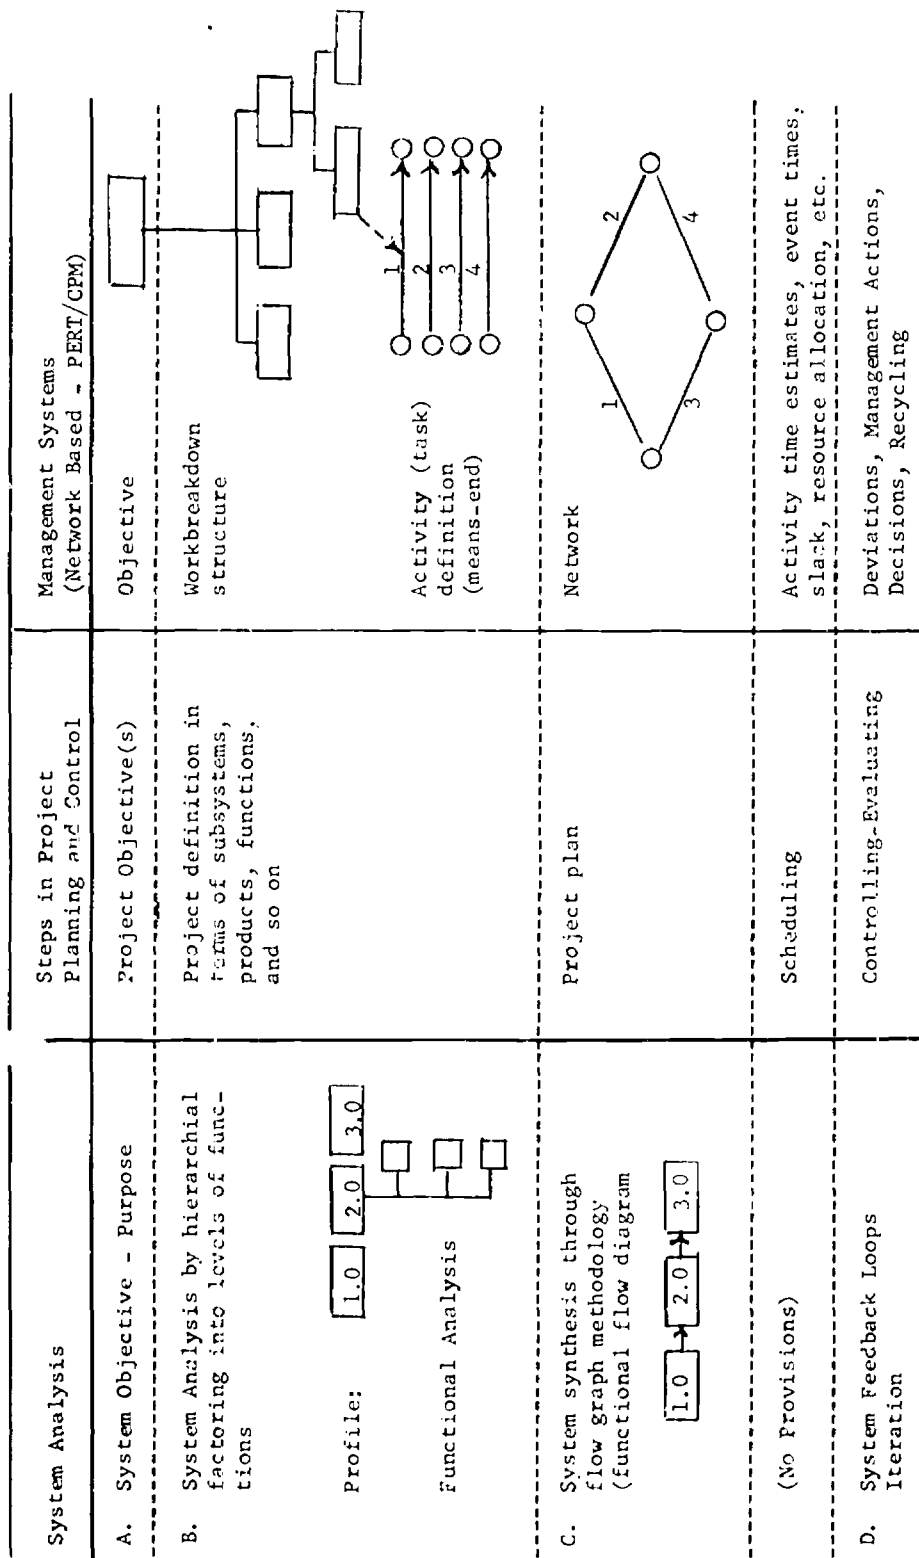 System Analysis
Steps in Project
Planning and Control
Management Systems
(Network Based - PERT/CPM)
A. System Objective - Purpose
Project Objective(s)
Objective
B. System Analysis by hierarchial
factoring into levels of func-
tions
Profile:
1.0
2.0
3.0
Functional Analysis
Project definition in
terms of subsystems,
products, functions,
and so on
Workbreakdown
structure
Activity (task)
definition
(means-end)
1
2
3
4
C. System synthesis through
flow graph methodology
(functional flow diagram)
1.0
2.0
3.0
Project plan
Network
1
2
3
4
(No Provisions)
Scheduling
Activity time estimates, event times,
slack, resource allocation, etc.
D. System Feedback Loops
Iteration
Controlling-Evaluating
Deviations, Management Actions,
Decisions, Recycling